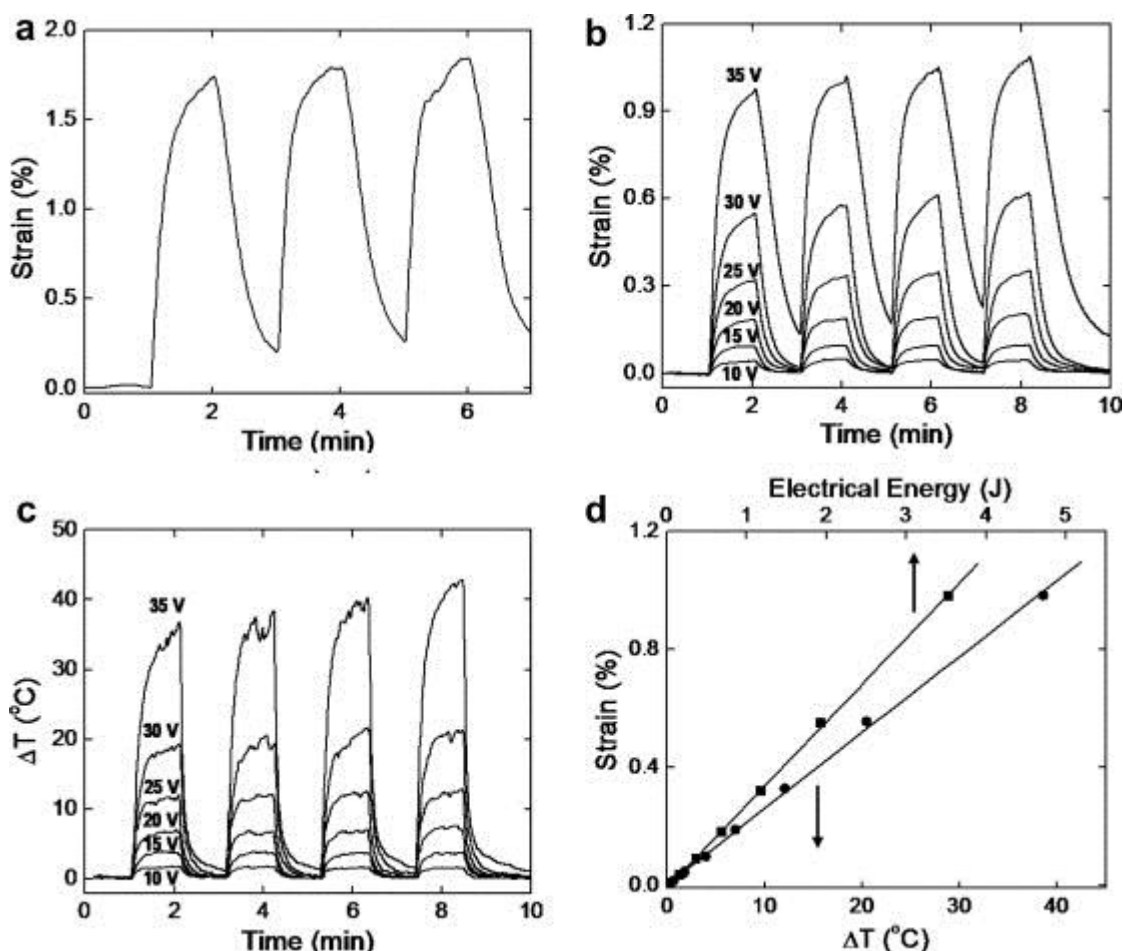 a
2.0
1.5
1.0
0.5
0.0
Strain (%)
0 2 4 6
Time (min)
b
1.2
0.9
0.6
0.3
0.0
Strain (%)
35 V
30 V
25 V
20 V
15 V
10 V
0 2 4 6 8 10
Time (min)
c
50
40
30
20
10
0
ΔT (°C)
35 V
30 V
25 V
20 V
15 V
10 V
0 2 4 6 8 10
Time (min)
Electrical Energy (J)
0 1 2 3 4 5
d
1.2
0.8
0.4
0.0
Strain (%)
0 10 20 30 40
ΔT (°C)